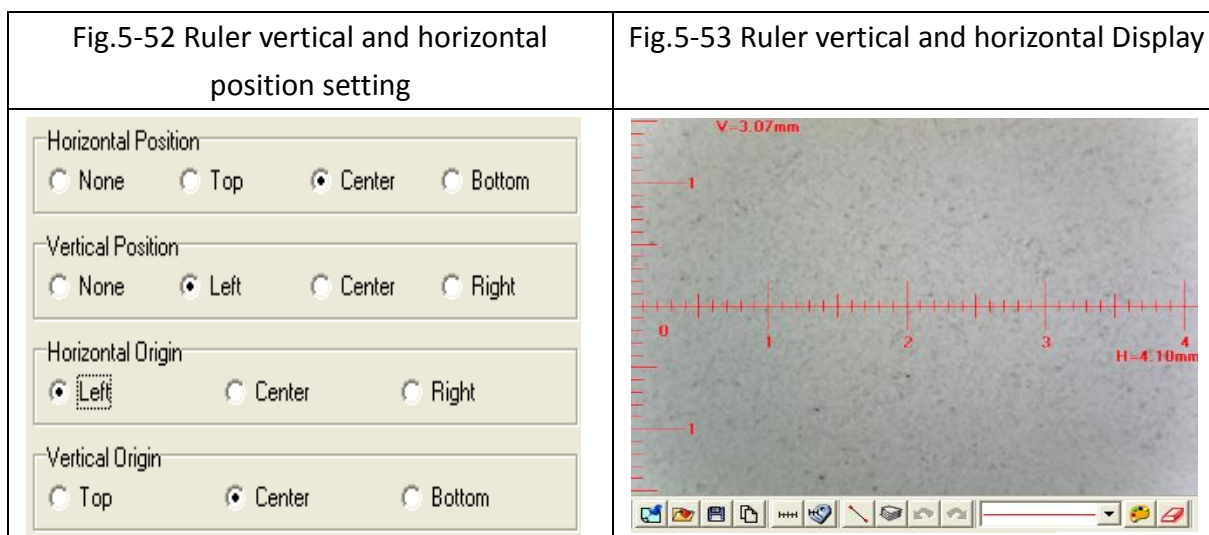 Fig.5-52 Ruler vertical and horizontal
position setting
Fig.5-53 Ruler vertical and horizontal Display
Horizontal Position
None Top Center Bottom
Vertical Position
None Left Center Right
Horizontal Origin
Left Center Right
Vertical Origin
Top Center Bottom
V=3.07mm
1
0 1 2 3 4
H=4.10mm
1